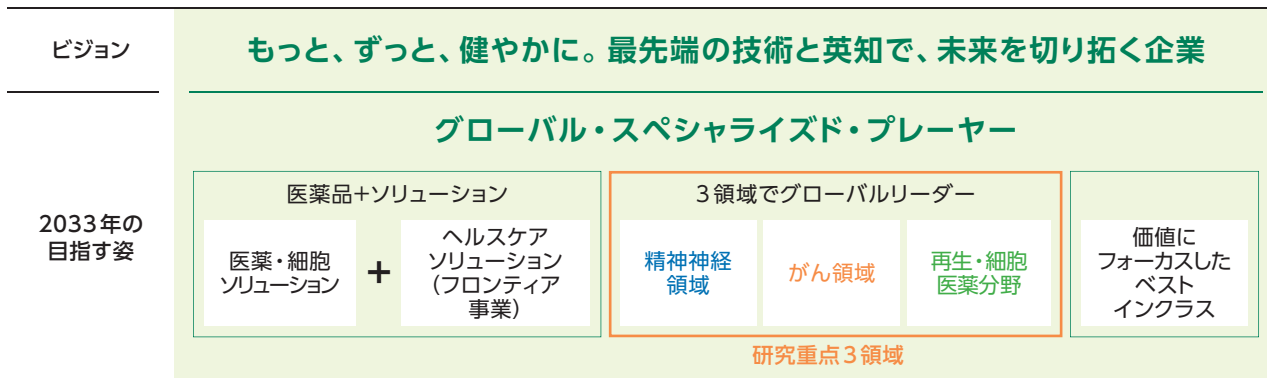 ビジョン
もっと、ずっと、健やかに。最先端の技術と英知で、未来を切り拓く企業
2033年の
目指す姿
グローバル・スペシャライズド・プレーヤー
医薬品+ソリューション
医薬・細胞
ソリューション
+
ヘルスケア
ソリューション
(フロンティア
事業)
3領域でグローバルリーダー
精神神経
領域
がん領域
再生・細胞
医薬分野
研究重点3領域
価値に
フォーカスした
ベスト
インクラス